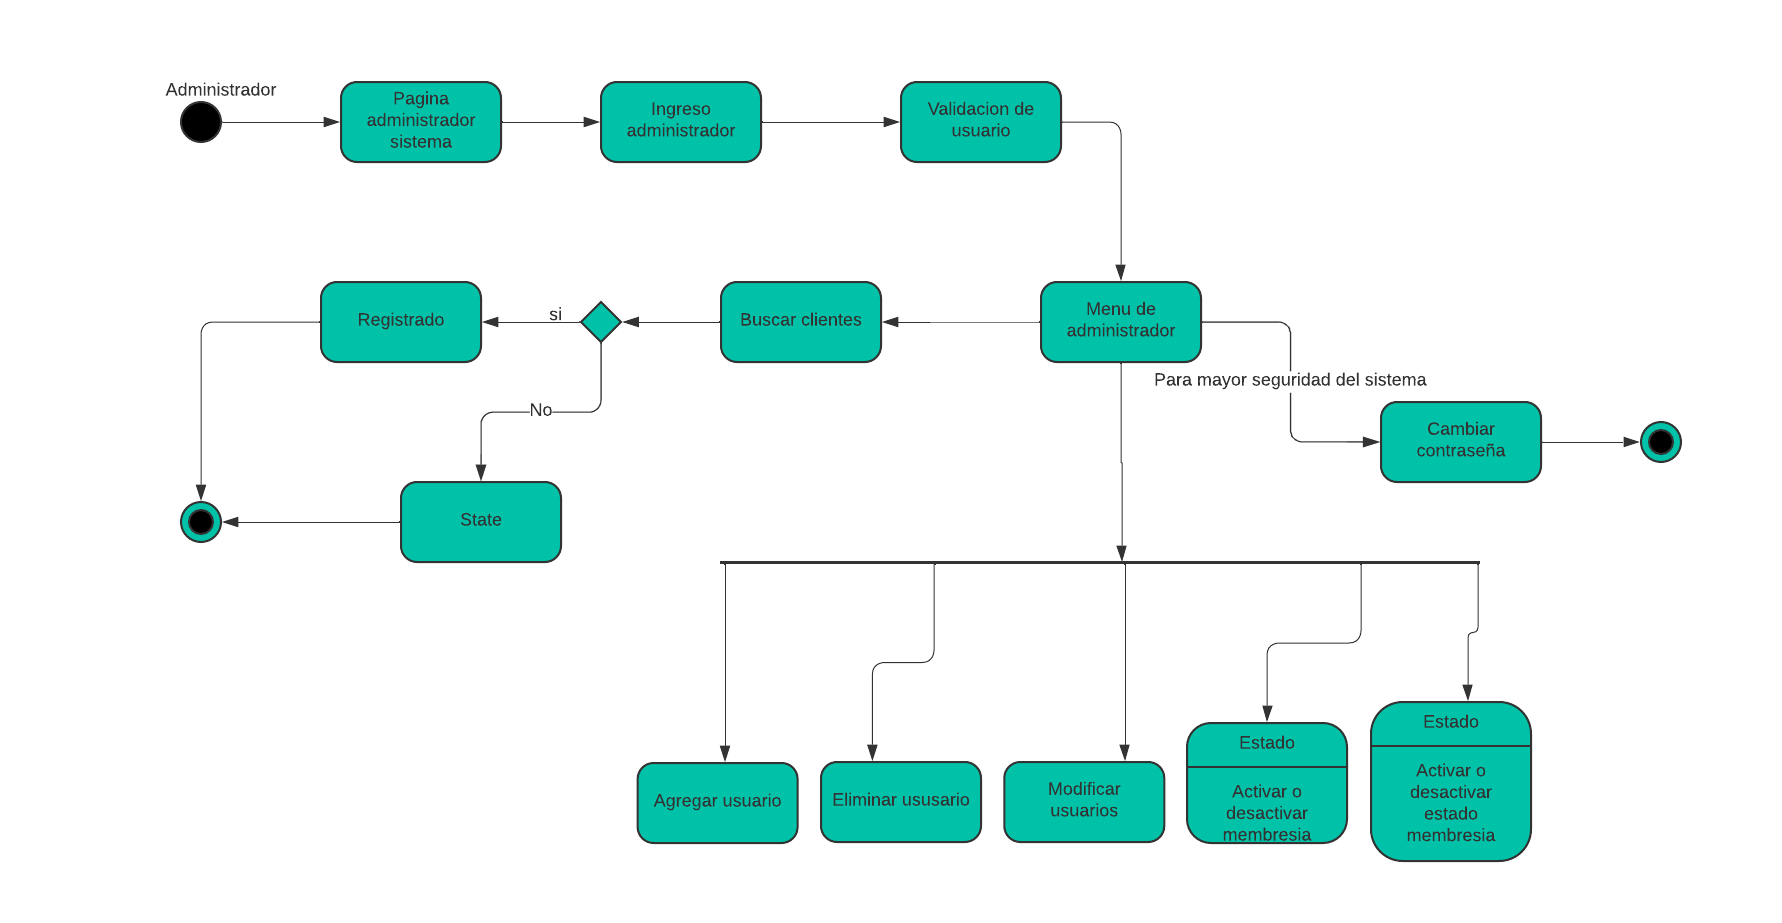 Administrador
Pagina
administrador
sistema
Ingreso
administrador
Validacion de
usuario
Registrado
si
Buscar clientes
Menu de
administrador
Para mayor seguridad del sistema
No
Cambiar
contraseña
State
Agregar usuario
Eliminar ususario
Modificar
usuarios
Estado
Activar o
desactivar
membresia
Estado
Activar o
desactivar
estado
membresia